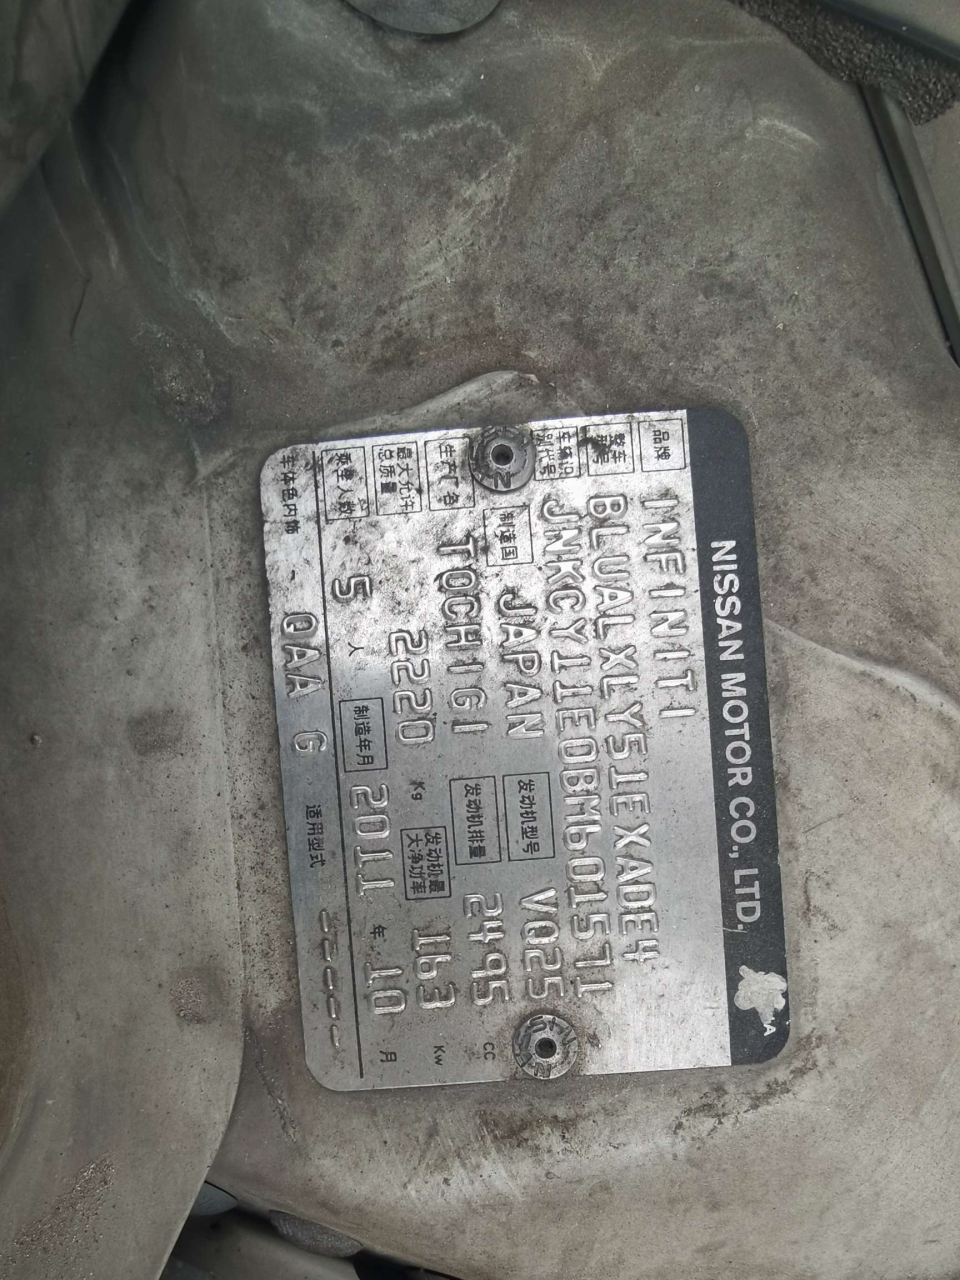 NISSAN MOTOR CO., LTD.
品牌 INFINITI
整车型号 BLUALXLY51EXADE4
车辆识别代号 JNKCY11E0BM601571
制造国 JAPAN 发动机型号 VQ25
生产厂名 TOCHIGI 发动机排量 2495 CC
最大允许总质量 2220 Kg 发动机最大净功率 163 Kw
乘坐人数 5 人 制造年月 2011 年 10 月
车体色内饰 QAA G 适用型式 -------